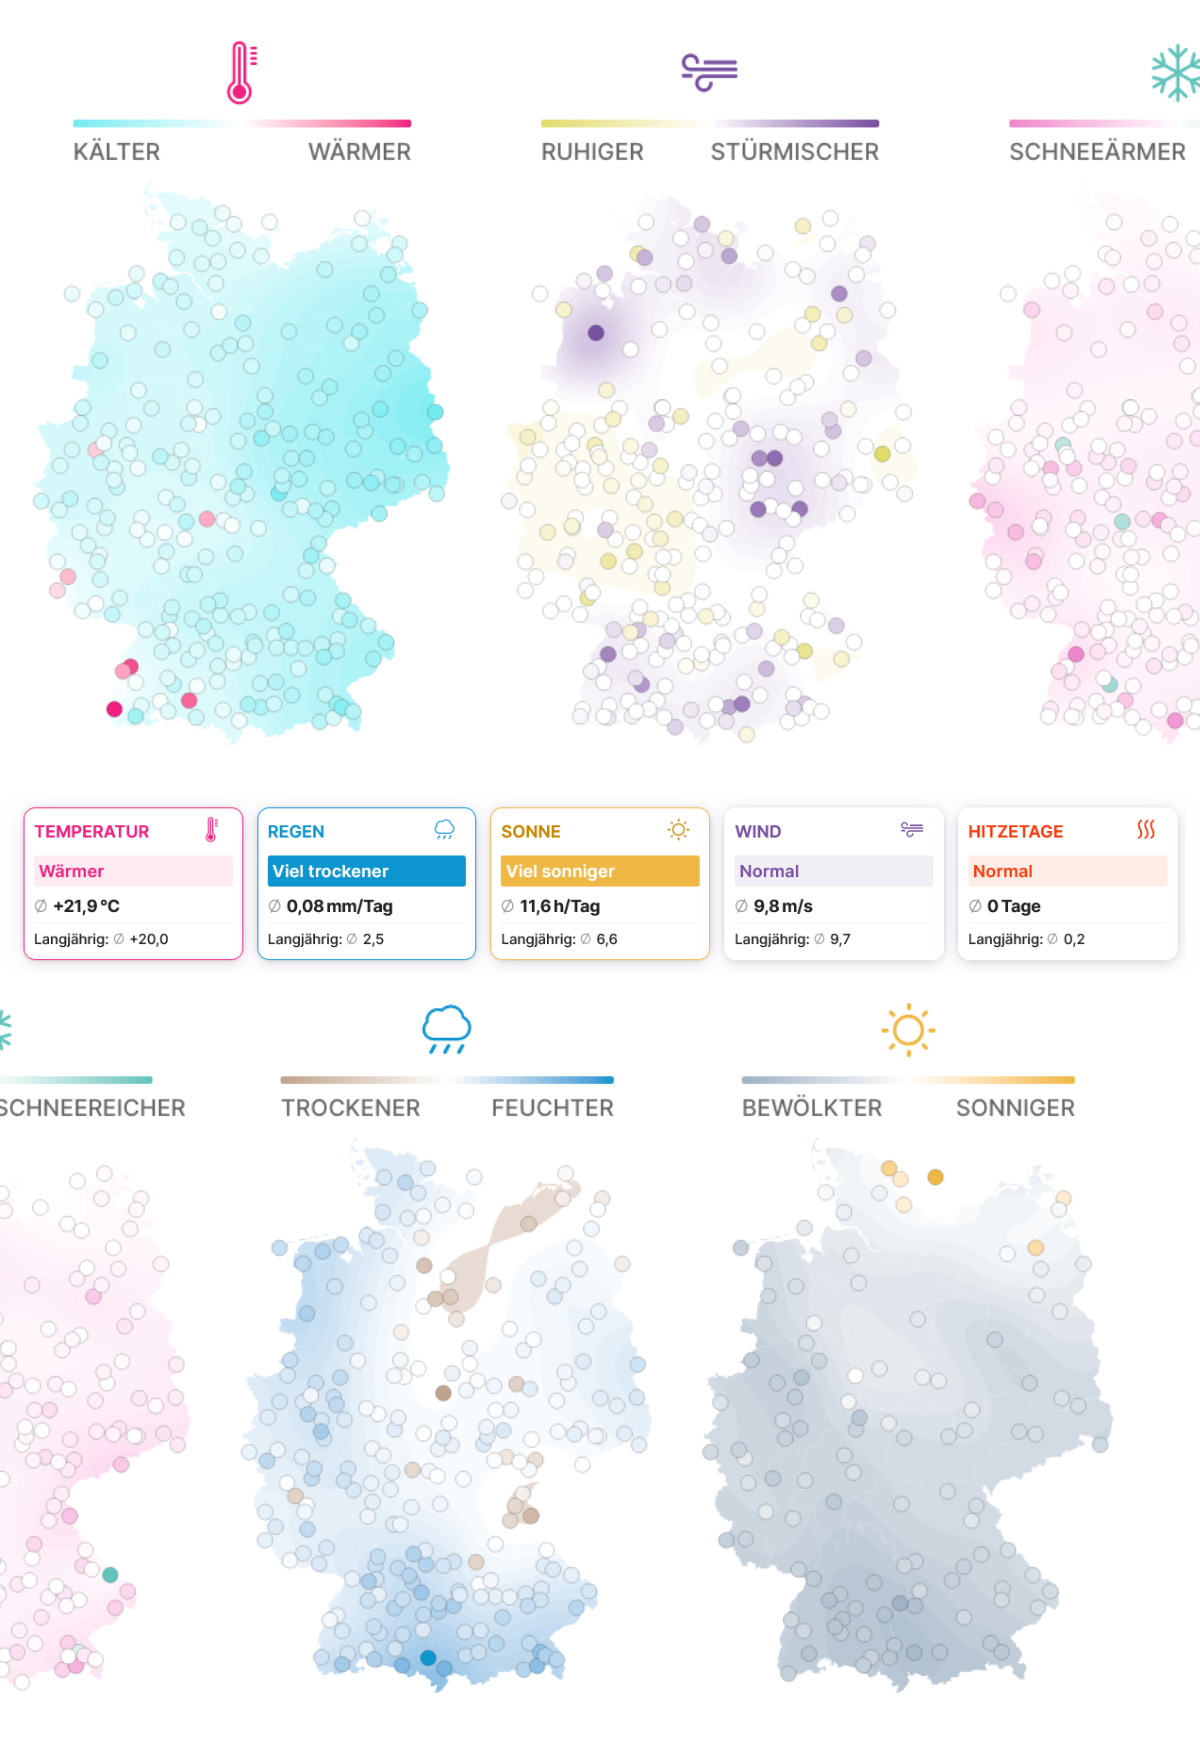 KÄLTER WÄRMER
RUHIGER STÜRMISCHER
SCHNEEÄRMER
TEMPERATUR
Wärmer
∅ +21,9 °C
Langjährig: ∅ +20,0
REGEN
Viel trockener
∅ 0,08 mm/Tag
Langjährig: ∅ 2,5
SONNE
Viel sonniger
∅ 11,6 h/Tag
Langjährig: ∅ 6,6
WIND
Normal
∅ 9,8 m/s
Langjährig: ∅ 9,7
HITZETAGE
Normal
∅ 0 Tage
Langjährig: ∅ 0,2
SCHNEEREICHER
TROCKENER FEUCHTER
BEWÖLKTER SONNIGER